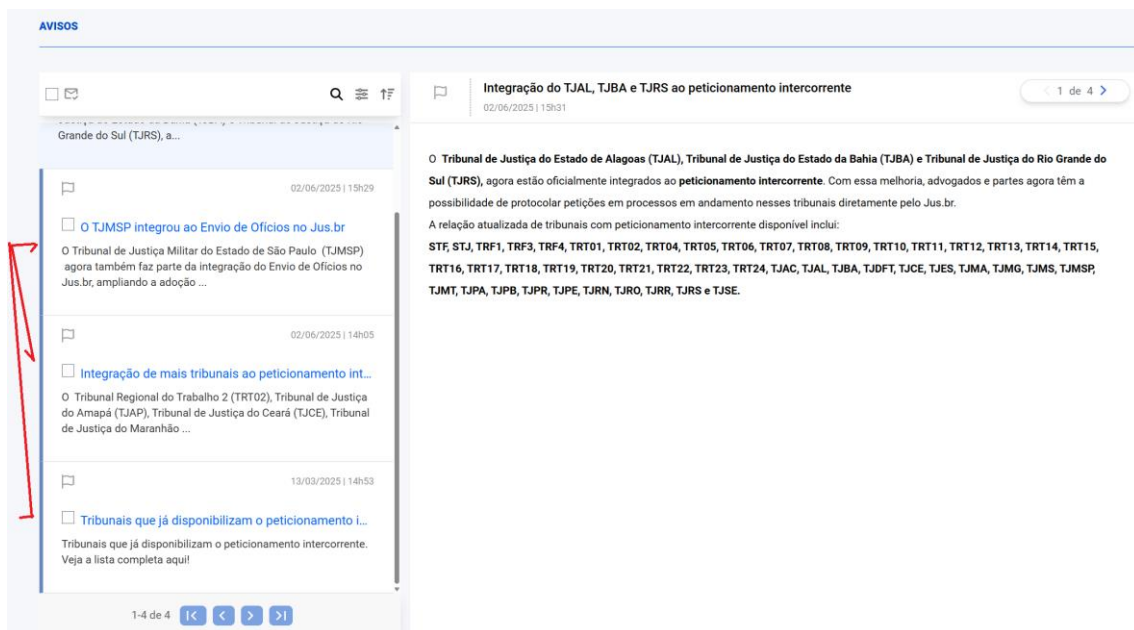 AVISOS
Grande do Sul (TJRS), a...
02/06/2025 | 15h29
O TJMSP integrou ao Envio de Ofícios no Jus.br
O Tribunal de Justiça Militar do Estado de São Paulo (TJMSP)
agora também faz parte da integração do Envio de Ofícios no
Jus.br, ampliando a adoção ...
02/06/2025 | 14h05
Integração de mais tribunais ao peticionamento int...
O Tribunal Regional do Trabalho 2 (TRT02), Tribunal de Justiça
do Amapá (TJAP), Tribunal de Justiça do Ceará (TJCE), Tribunal
de Justiça do Maranhão ...
13/03/2025 | 14h53
Tribunais que já disponibilizam o peticionamento i...
Tribunais que já disponibilizam o peticionamento intercorrente.
Veja a lista completa aqui!
1-4 de 4
Integração do TJAL, TJBA e TJRS ao peticionamento intercorrente
02/06/2025 | 15h31
1 de 4
O Tribunal de Justiça do Estado de Alagoas (TJAL), Tribunal de Justiça do Estado da Bahia (TJBA) e Tribunal de Justiça do Rio Grande do
Sul (TJRS), agora estão oficialmente integrados ao peticionamento intercorrente. Com essa melhoria, advogados e partes agora têm a
possibilidade de protocolar petições em processos em andamento nesses tribunais diretamente pelo Jus.br.
A relação atualizada de tribunais com peticionamento intercorrente disponível inclui:
STF, STJ, TRF1, TRF3, TRF4, TRT01, TRT02, TRT04, TRT05, TRT06, TRT07, TRT08, TRT09, TRT10, TRT11, TRT12, TRT13, TRT14, TRT15,
TRT16, TRT17, TRT18, TRT19, TRT20, TRT21, TRT22, TRT23, TRT24, TJAC, TJAL, TJBA, TJDFT, TJCE, TJES, TJMA, TJMG, TJMS, TJMSP,
TJMT, TJPA, TJPB, TJPR, TJPE, TJRN, TJRO, TJRR, TJRS e TJSE.